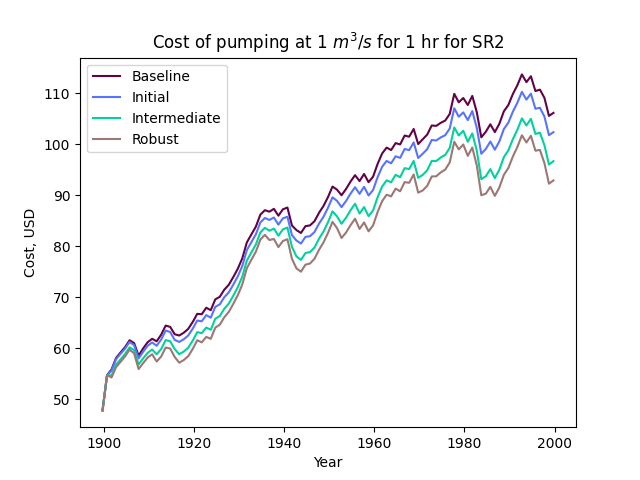 Cost of pumping at 1 m³/s for 1 hr for SR2
Baseline
Initial
Intermediate
Robust
Cost, USD
110
100
90
80
70
60
50
1900 1920 1940 1960 1980 2000
Year